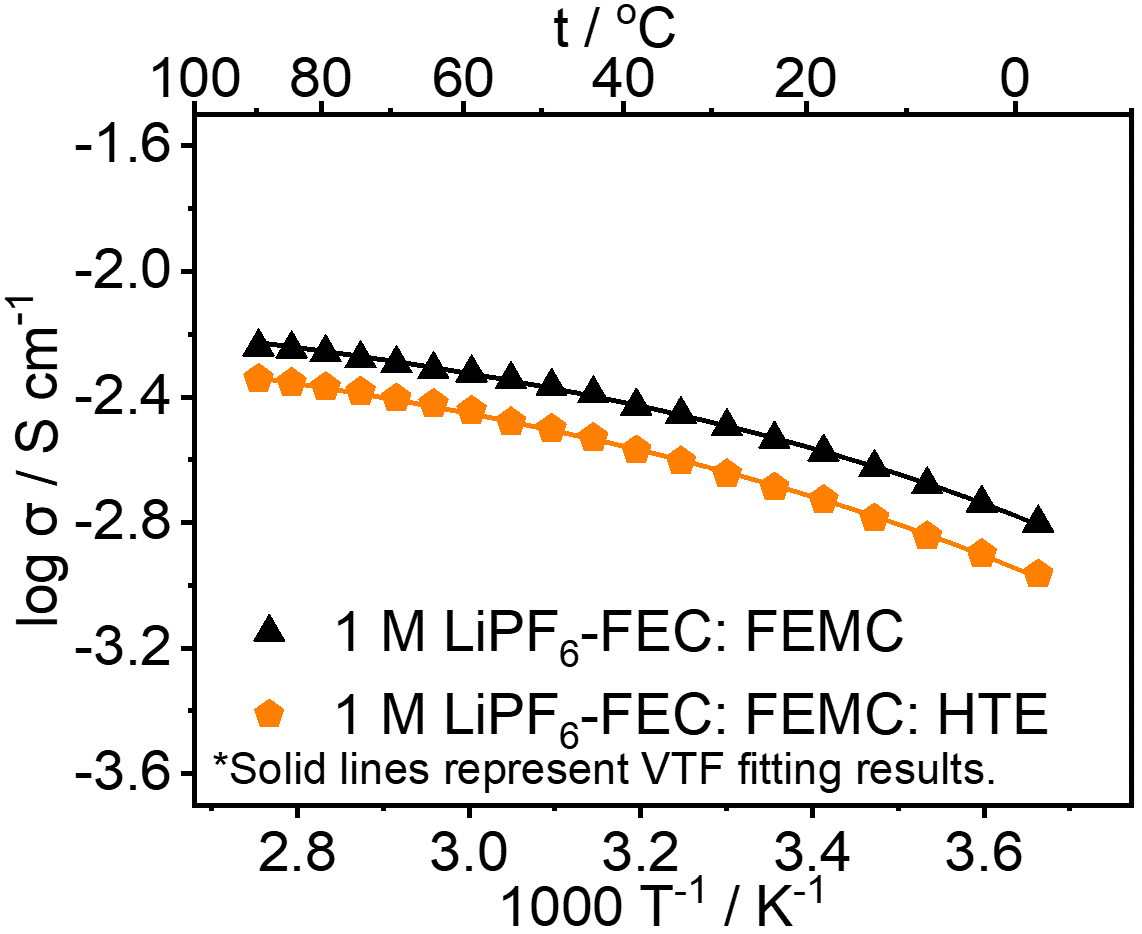 t / °C
100 80 60 40 20 0
-1.6
-2.0
-2.4
-2.8
-3.2
-3.6
log σ / S cm⁻¹
1 M LiPF₆-FEC: FEMC
1 M LiPF₆-FEC: FEMC: HTE
*Solid lines represent VTF fitting results.
2.8 3.0 3.2 3.4 3.6
1000 T⁻¹ / K⁻¹